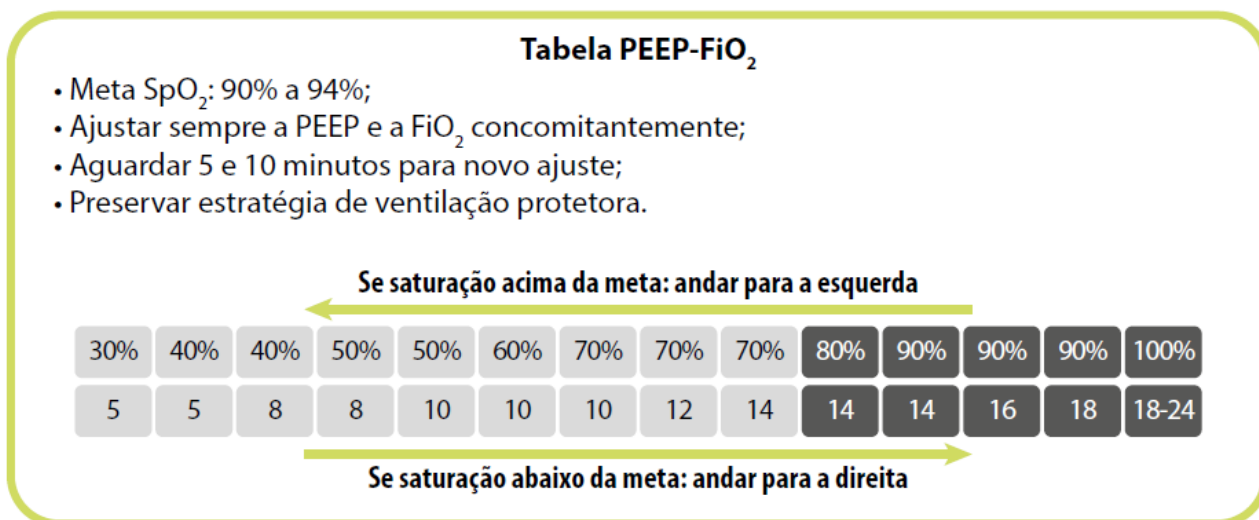 Tabela PEEP-FiO₂
• Meta SpO₂: 90% a 94%;
• Ajustar sempre a PEEP e a FiO₂ concomitantemente;
• Aguardar 5 e 10 minutos para novo ajuste;
• Preservar estratégia de ventilação protetora.
Se saturação acima da meta: andar para a esquerda
30% 40% 40% 50% 50% 60% 70% 70% 70% 80% 90% 90% 90% 100%
5 5 8 8 10 10 10 12 14 14 14 16 18 18-24
Se saturação abaixo da meta: andar para a direita